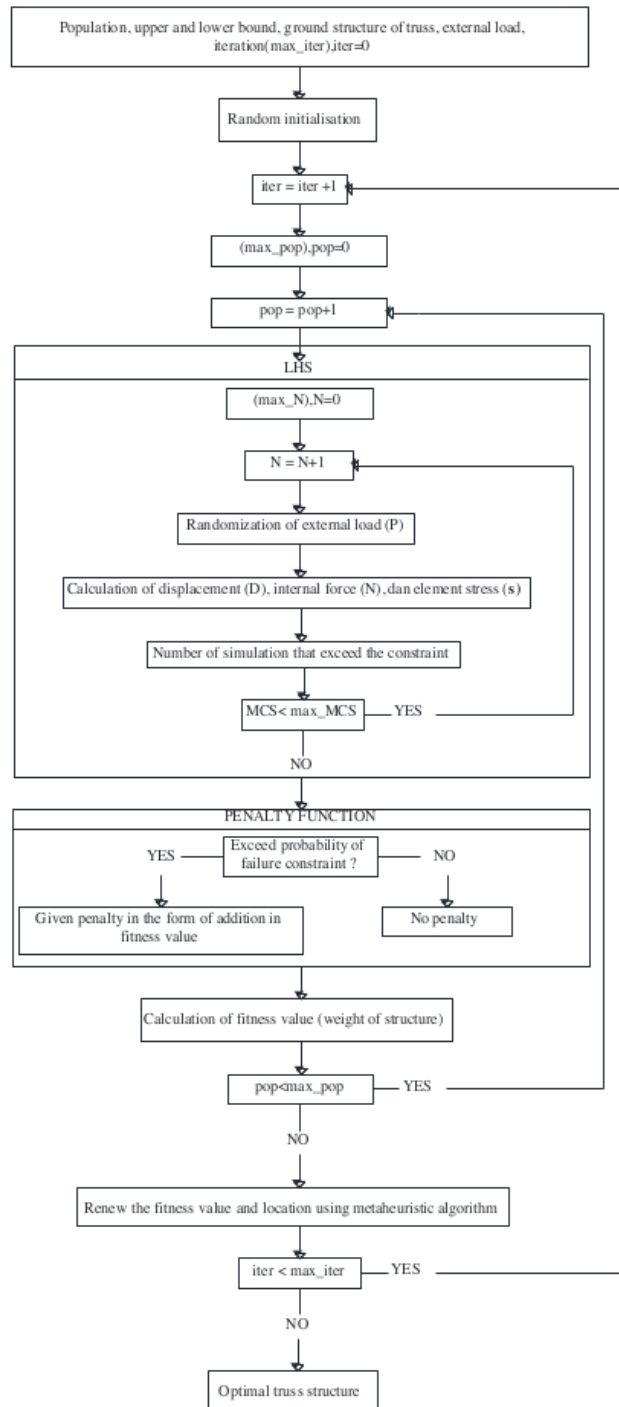 Population, upper and lower bound, ground structure of truss, external load,
iteration(max_iter),iter=0
Random initialisation
iter = iter +1
(max_pop),pop=0
pop = pop+1
LHS
(max_N),N=0
N = N+1
Randomization of external load (P)
Calculation of displacement (D), internal force (N),dan element stress (s)
Number of simulation that exceed the constraint
MCS< max_MCS YES
NO
PENALTY FUNCTION
YES Exceed probability of NO
failure constraint ?
Given penalty in the form of addition in No penalty
fitness value
Calculation of fitness value (weight of structure)
pop<max_pop YES
NO
Renew the fitness value and location using metaheuristic algorithm
iter < max_iter YES
NO
Optimal truss structure